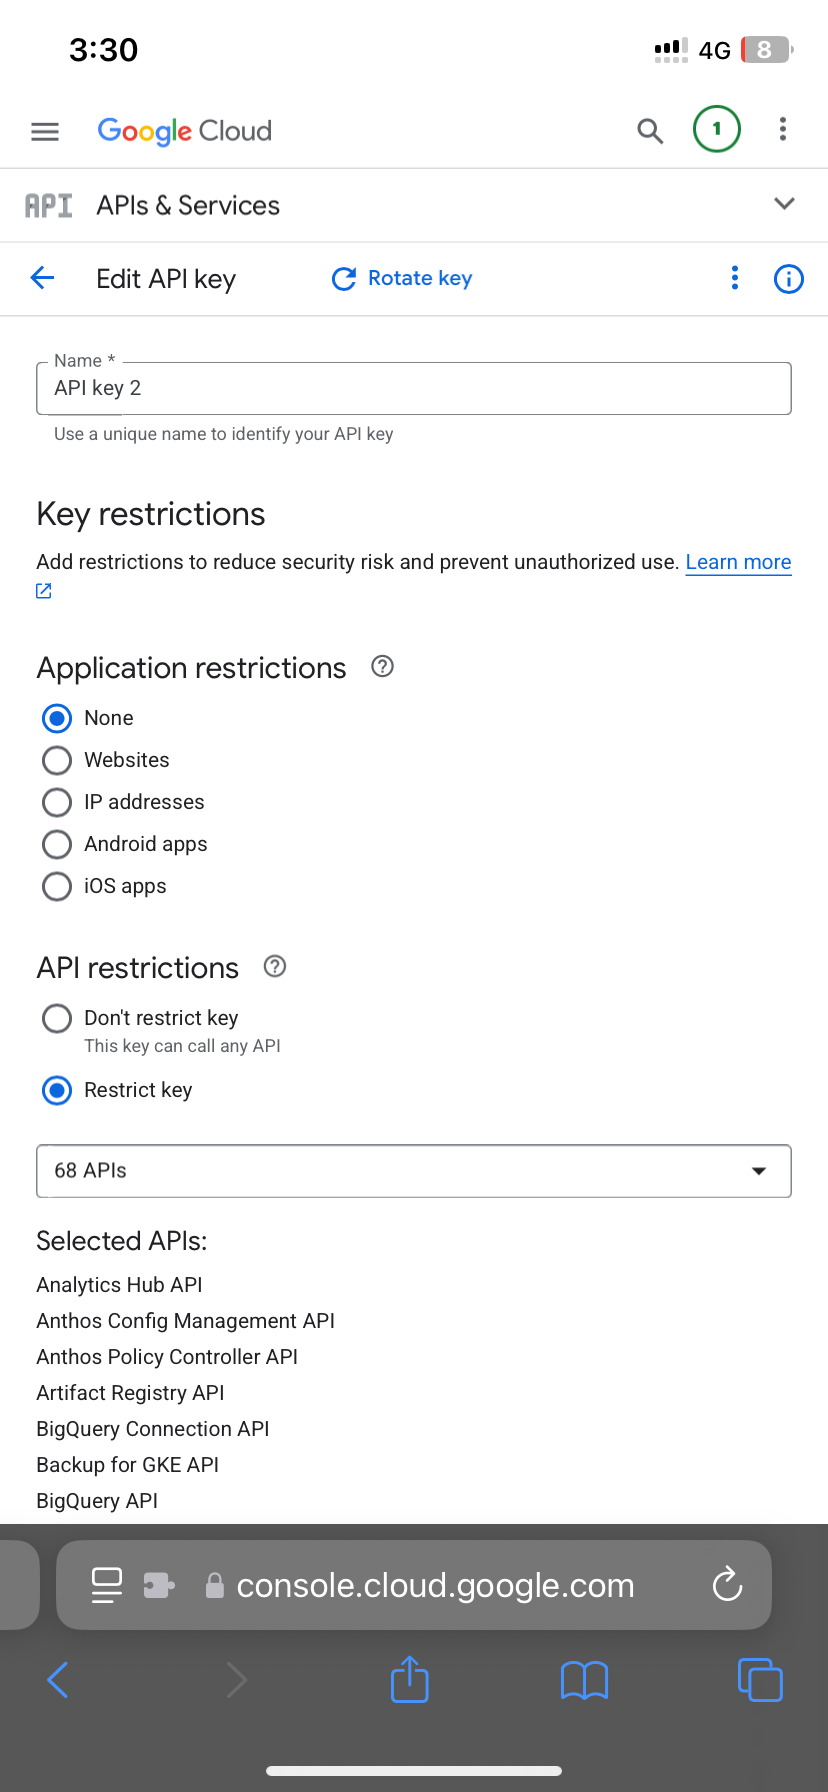 3:30
4G
8
Google Cloud
1
API
APIs & Services
Edit API key
Rotate key
Name *
API key 2
Use a unique name to identify your API key
Key restrictions
Add restrictions to reduce security risk and prevent unauthorized use. Learn more
Application restrictions
None
Websites
IP addresses
Android apps
iOS apps
API restrictions
Don't restrict key
This key can call any API
Restrict key
68 APIs
Selected APIs:
Analytics Hub API
Anthos Config Management API
Anthos Policy Controller API
Artifact Registry API
BigQuery Connection API
Backup for GKE API
BigQuery API
console.cloud.google.com